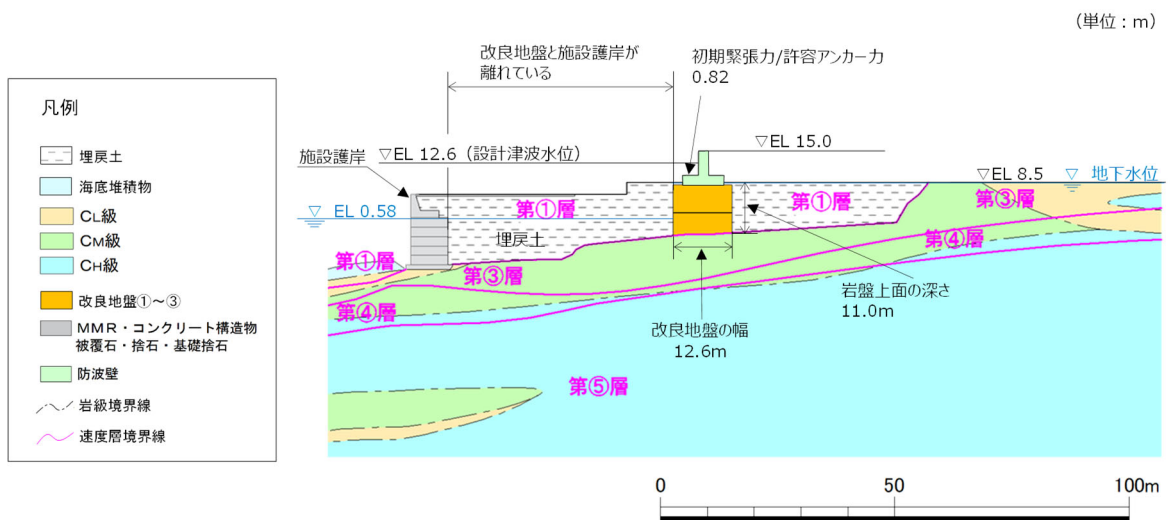 （単位：m）
改良地盤と施設護岸が
離れている
初期緊張力/許容アンカー力
0.82
凡例
埋戻土
海底堆積物
CL級
CM級
CH級
改良地盤①～③
MMR・コンクリート構造物
被覆石・捨石・基礎捨石
防波壁
岩級境界線
速度層境界線
施設護岸
▽EL 12.6（設計津波水位）
▽EL 15.0
▽EL 8.5
▽ 地下水位
▽ EL 0.58
第①層
第①層
第③層
埋戻土
第④層
第①層
第③層
第④層
岩盤上面の深さ
11.0m
改良地盤の幅
12.6m
第⑤層
0
50
100m